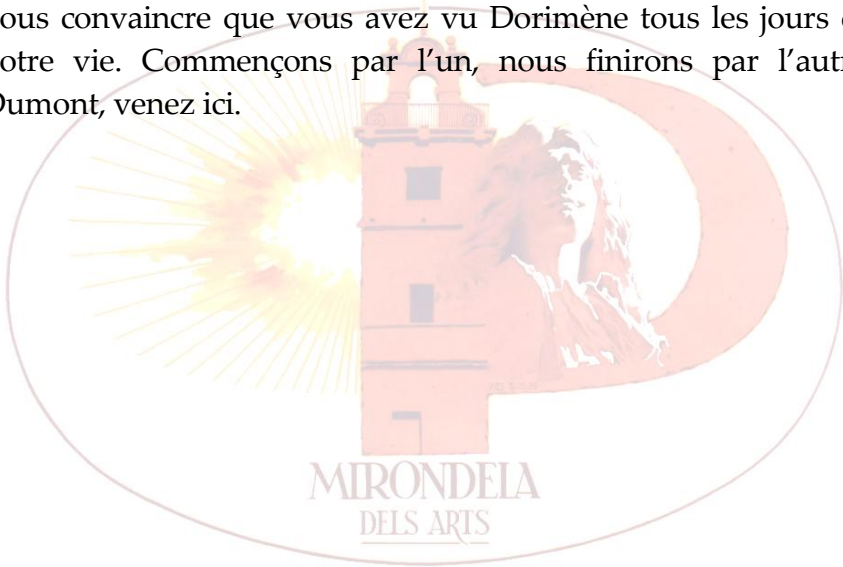 ous convaincre que vous avez vu Dorimène tous les jours
otre vie. Commençons par l’un, nous finirons par l’autr
Dumont, venez ici.
MIRONDELA
DELS ARTS